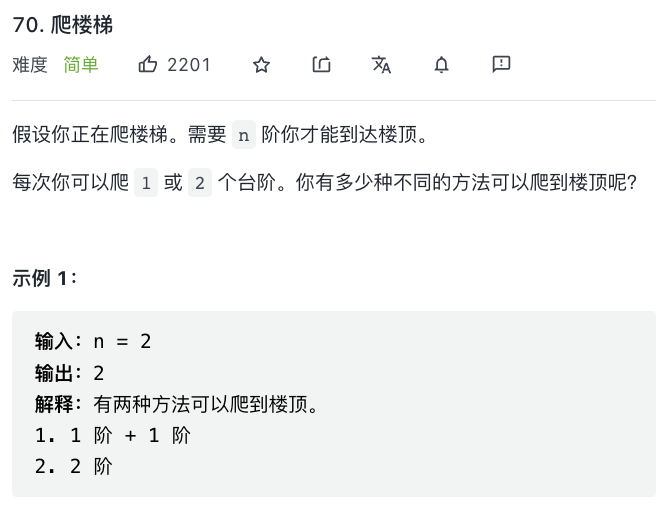 70. 爬楼梯
难度 简单 2201
假设你正在爬楼梯。需要 n 阶你才能到达楼顶。
每次你可以爬 1 或 2 个台阶。你有多少种不同的方法可以爬到楼顶呢？
示例 1：
输入：n = 2
输出：2
解释：有两种方法可以爬到楼顶。
1. 1 阶 + 1 阶
2. 2 阶